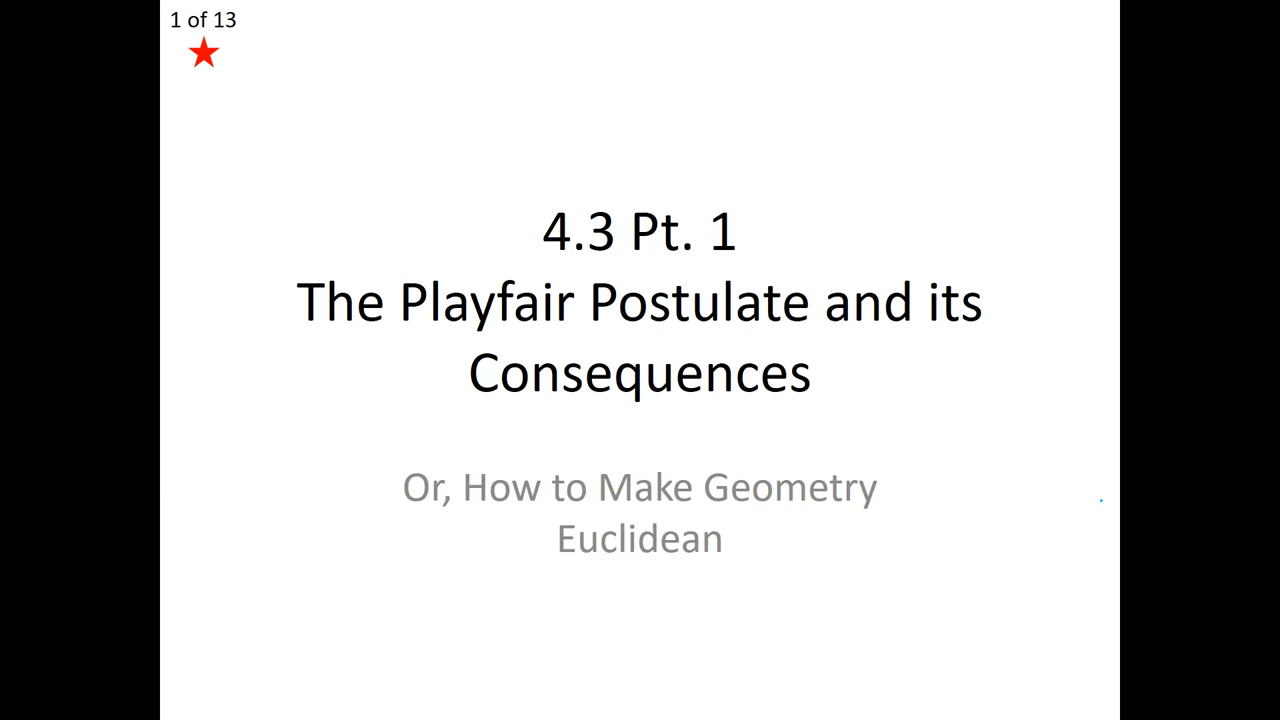 1 of 13
4.3 Pt. 1
The Playfair Postulate and its
Consequences
Or, How to Make Geometry
Euclidean